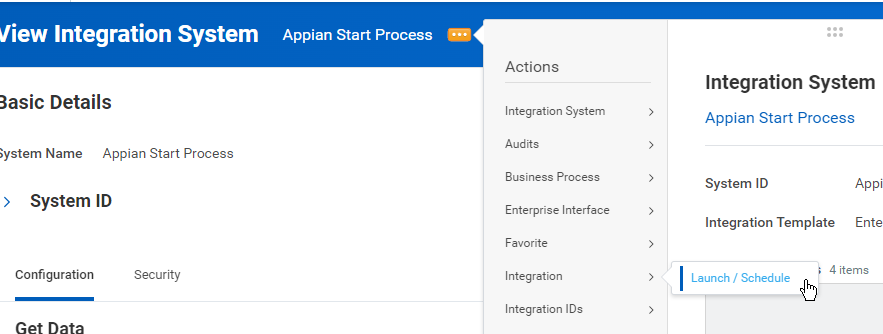 View Integration System Appian Start Process
Actions
Integration System
Appian Start Process
Basic Details
Integration System
Audits
System Name Appian Start Process
Business Process
System ID
Enterprise Interface
System ID
Integration Template
Favorite
Integration
Launch / Schedule
4 items
Configuration Security
Integration IDs
Get Data